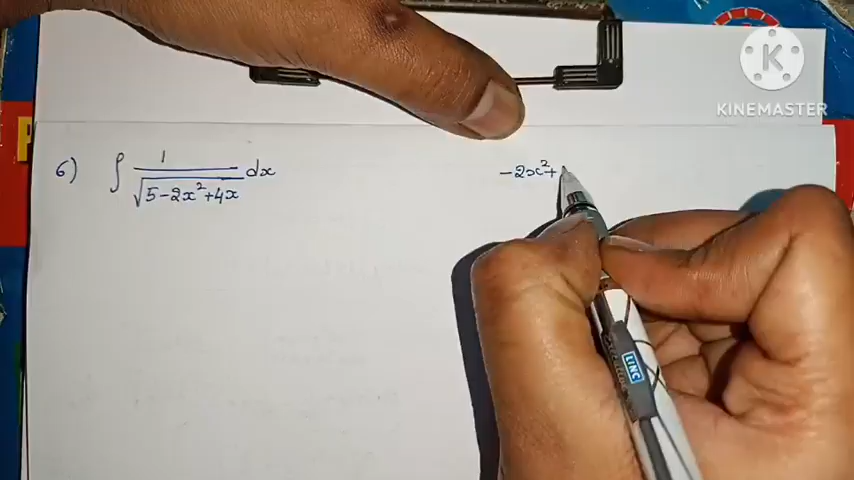 KINEMASTER
6) ∫ 1/√(5-2x²+4x) dx
-2x²+
LINC